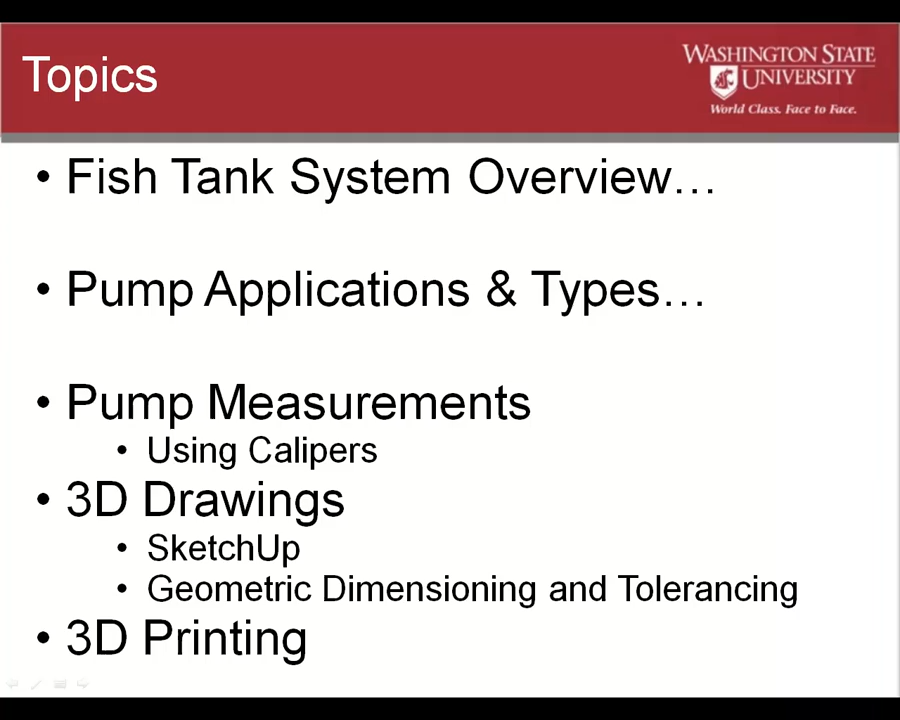 Topics
WASHINGTON STATE
UNIVERSITY
World Class. Face to Face.
• Fish Tank System Overview…
• Pump Applications & Types…
• Pump Measurements
• Using Calipers
• 3D Drawings
• SketchUp
• Geometric Dimensioning and Tolerancing
• 3D Printing